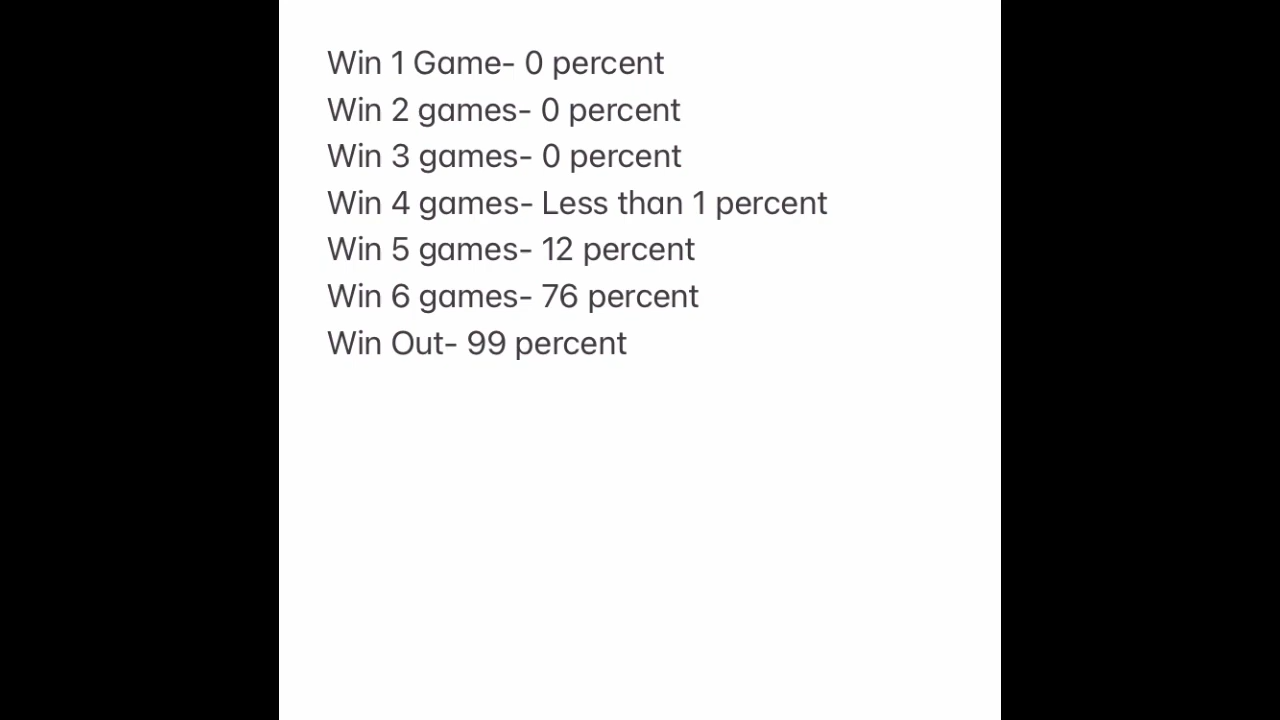 Win 1 Game- 0 percent
Win 2 games- 0 percent
Win 3 games- 0 percent
Win 4 games- Less than 1 percent
Win 5 games- 12 percent
Win 6 games- 76 percent
Win Out- 99 percent